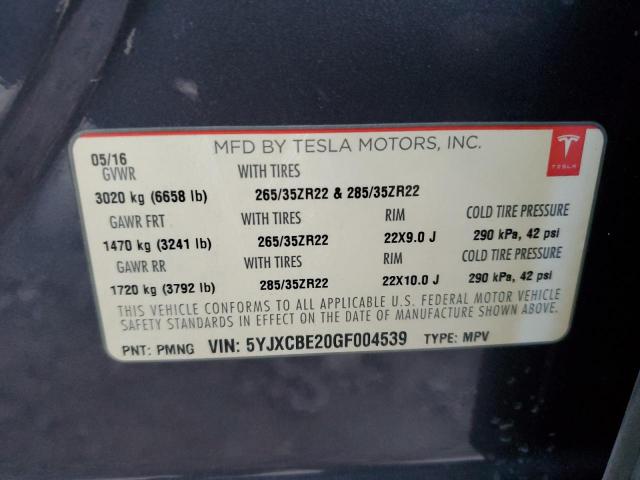 MFD BY TESLA MOTORS, INC.
TESLA
05/16
GVWR WITH TIRES
3020 kg (6658 lb) 265/35ZR22 & 285/35ZR22
GAWR FRT RIM COLD TIRE PRESSURE
1470 kg (3241 lb) 265/35ZR22 22X9.0 J 290 kPa, 42 psi
GAWR RR WITH TIRES RIM COLD TIRE PRESSURE
1720 kg (3792 lb) 285/35ZR22 22X10.0 J 290 kPa, 42 psi
THIS VEHICLE CONFORMS TO ALL APPLICABLE U.S. FEDERAL MOTOR VEHICLE
SAFETY STANDARDS IN EFFECT ON THE DATE OF MANUFACTURE SHOWN ABOVE.
PNT: PMNG VIN: 5YJXCBE20GF004539 TYPE: MPV